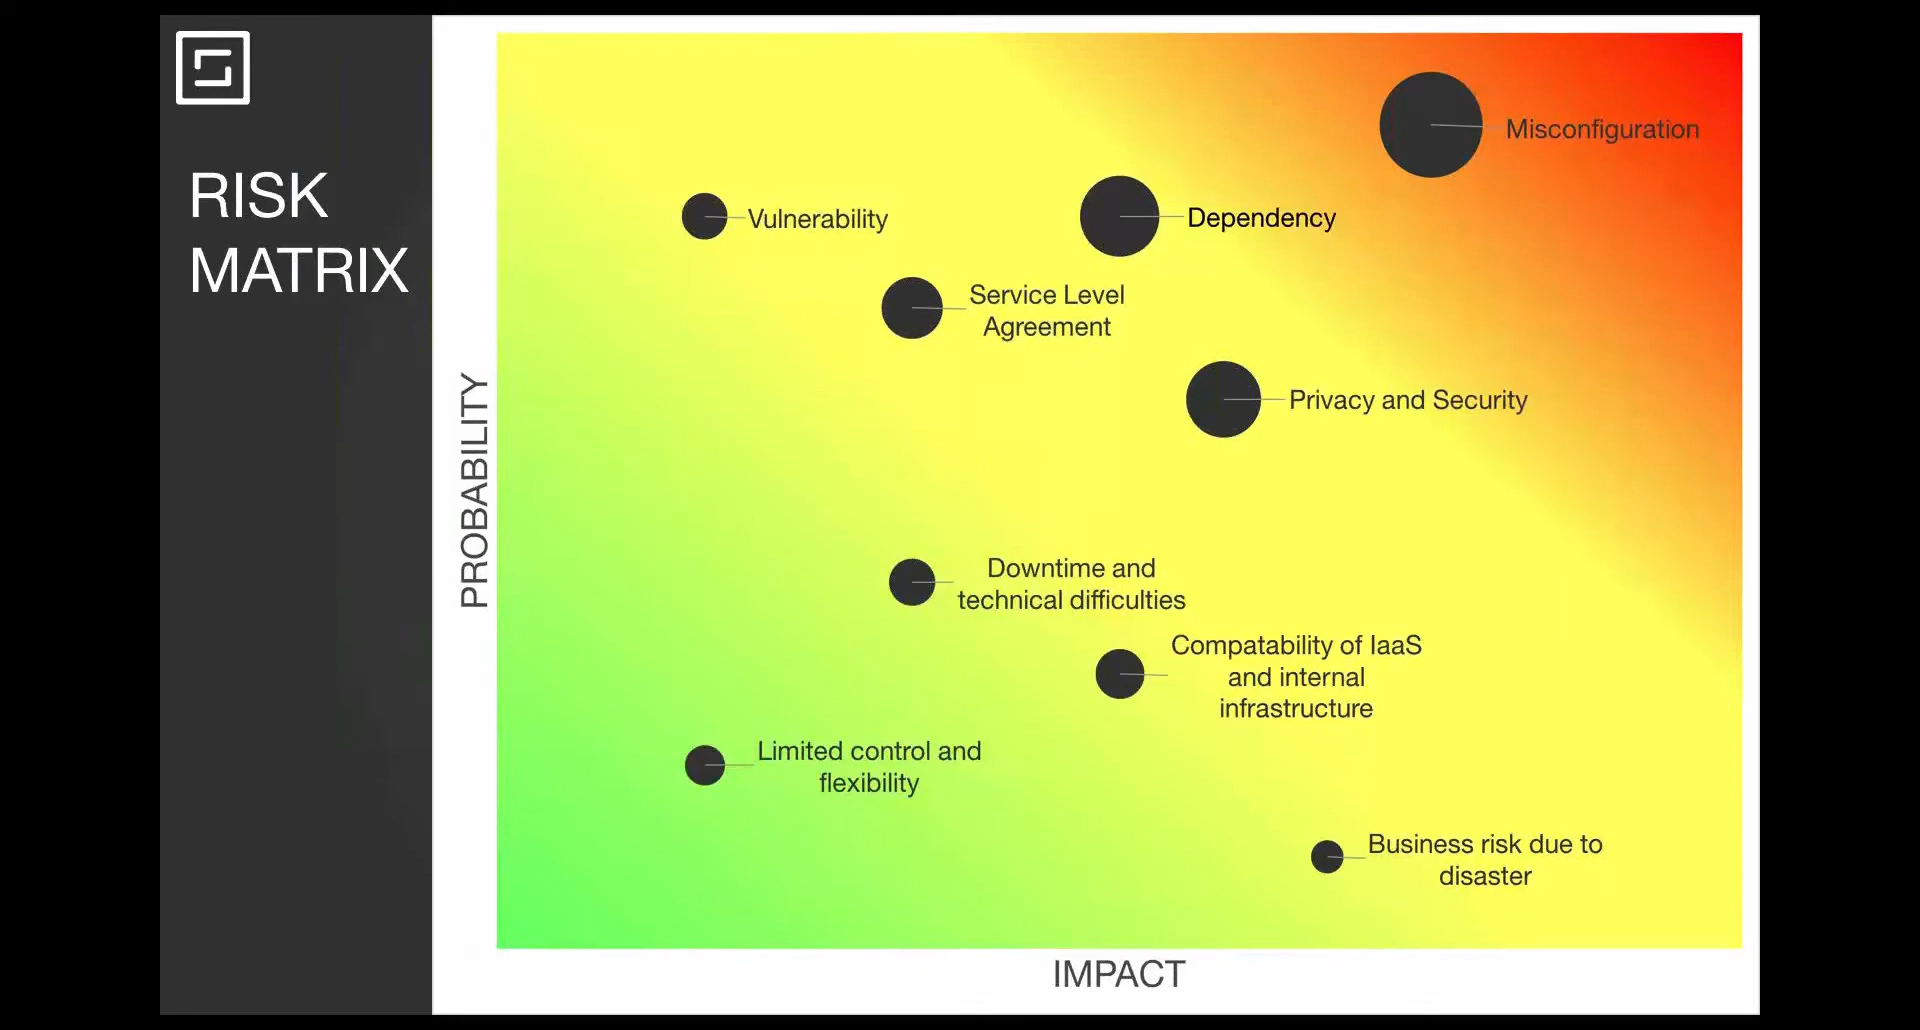 RISK
MATRIX
PROBABILITY
Misconfiguration
Vulnerability
Dependency
Service Level
Agreement
Privacy and Security
Downtime and
technical difficulties
Compatability of IaaS
and internal
infrastructure
Limited control and
flexibility
Business risk due to
disaster
IMPACT